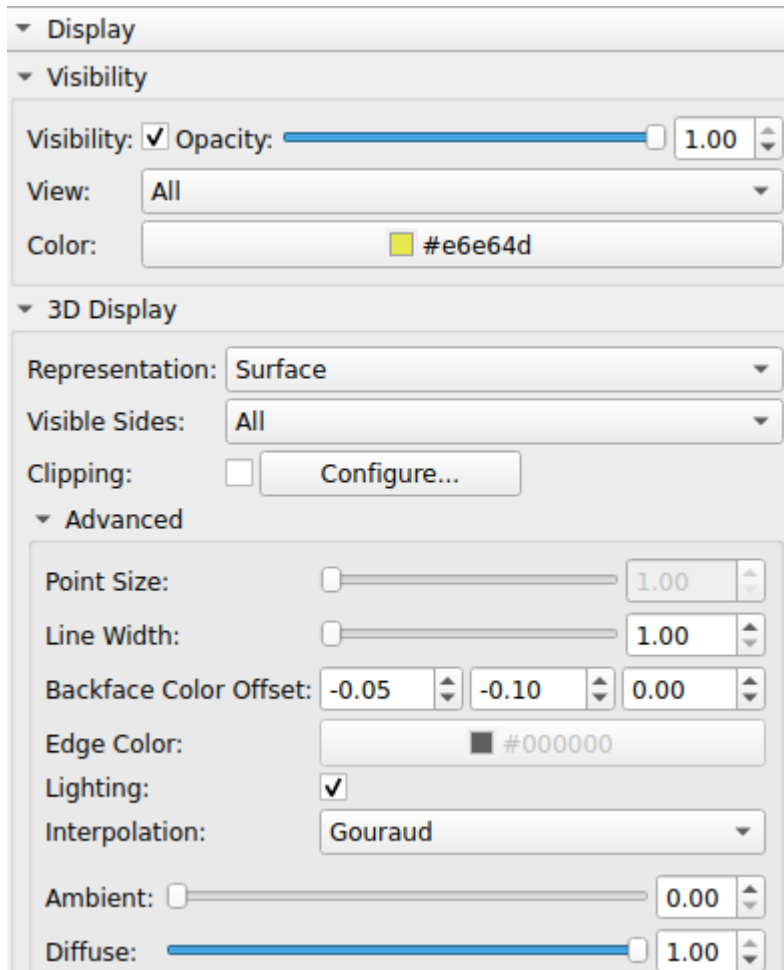 Display
Visibility
Visibility: Opacity: 1.00
View: All
Color: #e6e64d
3D Display
Representation: Surface
Visible Sides: All
Clipping: Configure...
Advanced
Point Size: 1.00
Line Width: 1.00
Backface Color Offset: -0.05 -0.10 0.00
Edge Color: #000000
Lighting:
Interpolation: Gouraud
Ambient: 0.00
Diffuse: 1.00